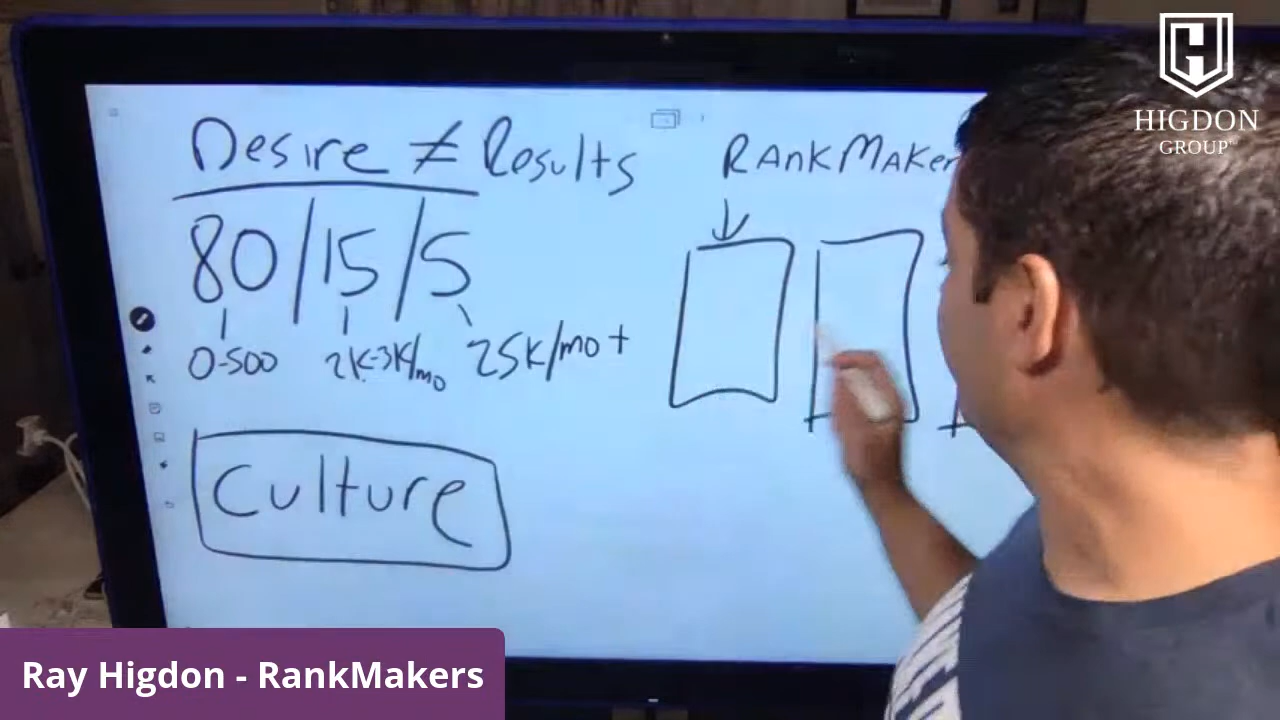 HIGDON
GROUP
Desire ≠ Results
80/15/5
0-500
2K-3K/mo
25K/mo+
Culture
RankMaker
Ray Higdon - RankMakers